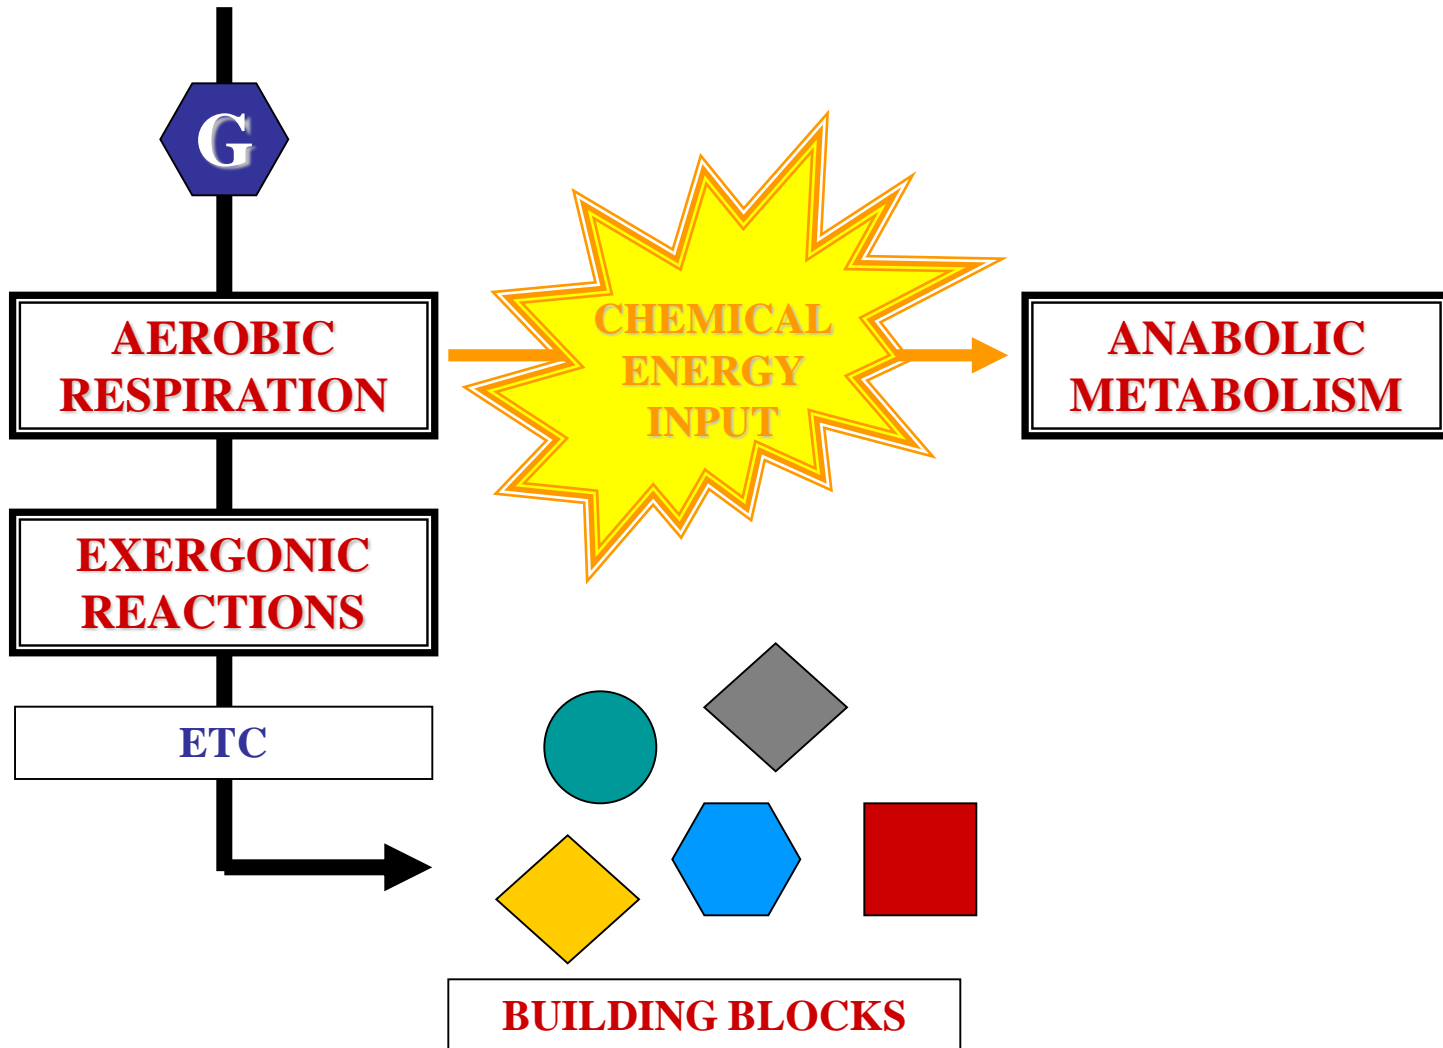 G
AEROBIC
RESPIRATION
CHEMICAL
ENERGY
INPUT
ANABOLIC
METABOLISM
EXERGONIC
REACTIONS
ETC
BUILDING BLOCKS